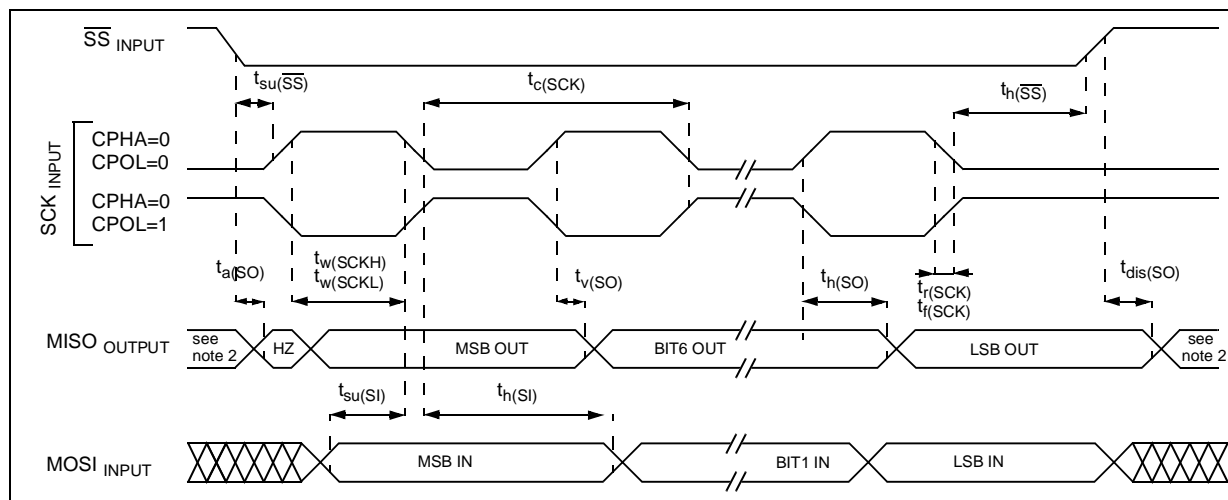 SS INPUT
tsu(SS)
tc(SCK)
th(SS)
SCK INPUT
CPHA=0
CPOL=0
CPHA=0
CPOL=1
ta(SO)
tw(SCKH)
tw(SCKL)
tv(SO)
th(SO)
tr(SCK)
tf(SCK)
tdis(SO)
MISO OUTPUT
see
note 2
HZ
MSB OUT
BIT6 OUT
LSB OUT
see
note 2
tsu(SI)
th(SI)
MOSI INPUT
MSB IN
BIT1 IN
LSB IN